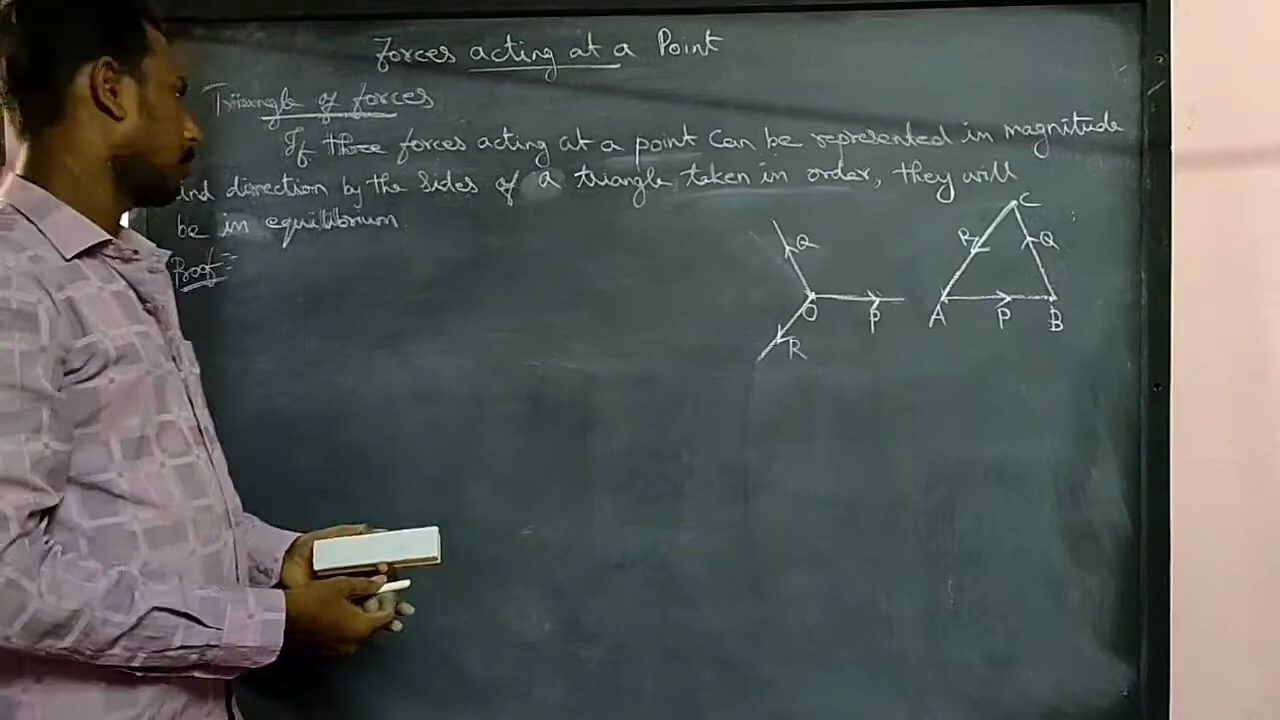 Forces acting at a Point
Triangle of forces
If three forces acting at a point can be represented in magnitude
and direction by the sides of a triangle taken in order, they will
be in equilibrium.
Proof:
Q
O
P
R
C
R
Q
A
P
B